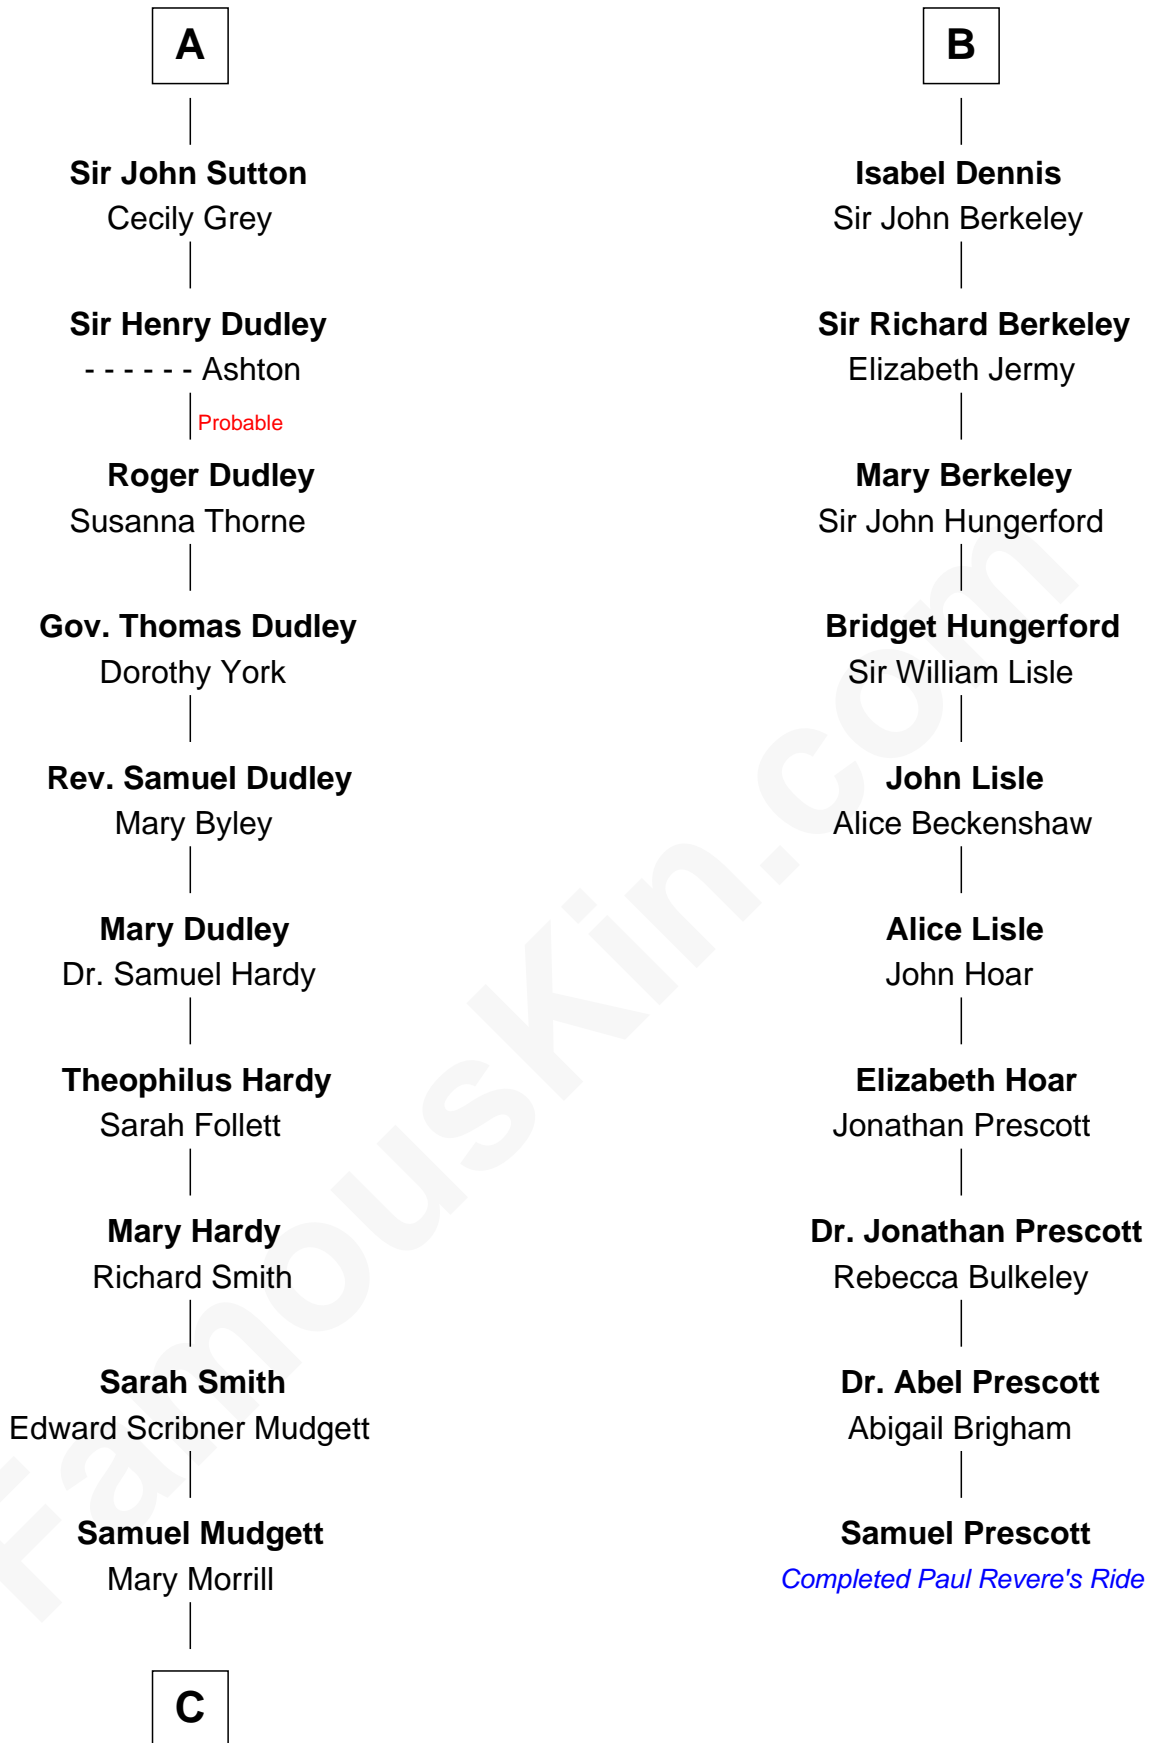 A
Sir John Sutton
Cecily Grey
Sir Henry Dudley
- - - - - - Ashton
Probable
Roger Dudley
Susanna Thorne
Gov. Thomas Dudley
Dorothy York
Rev. Samuel Dudley
Mary Byley
Mary Dudley
Dr. Samuel Hardy
Theophilus Hardy
Sarah Follett
Mary Hardy
Richard Smith
Sarah Smith
Edward Scribner Mudgett
Samuel Mudgett
Mary Morrill
C
B
Isabel Dennis
Sir John Berkeley
Sir Richard Berkeley
Elizabeth Jermy
Mary Berkeley
Sir John Hungerford
Bridget Hungerford
Sir William Lisle
John Lisle
Alice Beckenshaw
Alice Lisle
John Hoar
Elizabeth Hoar
Jonathan Prescott
Dr. Jonathan Prescott
Rebecca Bulkeley
Dr. Abel Prescott
Abigail Brigham
Samuel Prescott
Completed Paul Revere's Ride
FamousKin.com